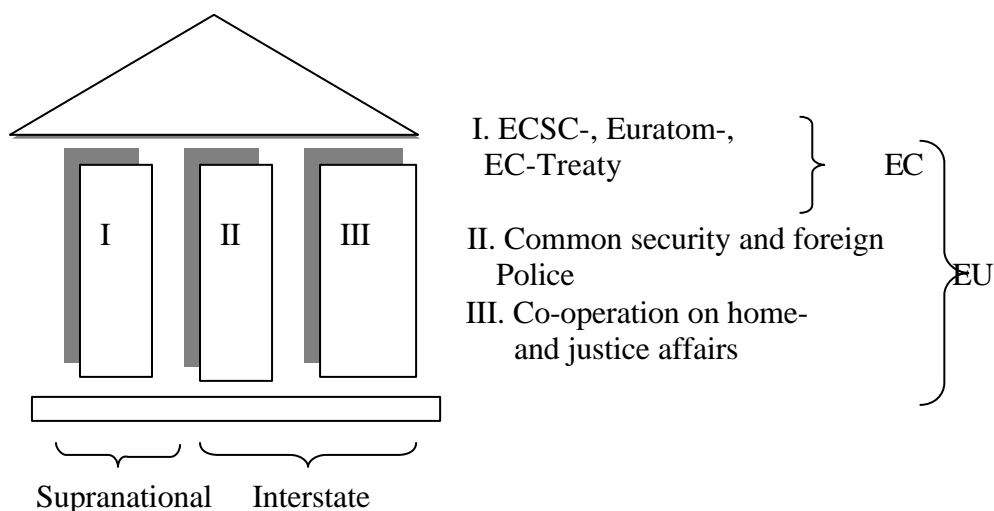 I
II
III
I. ECSC-, Euratom-,
EC-Treaty
EC
II. Common security and foreign
Police
EU
III. Co-operation on home-
and justice affairs
Supranational
Interstate